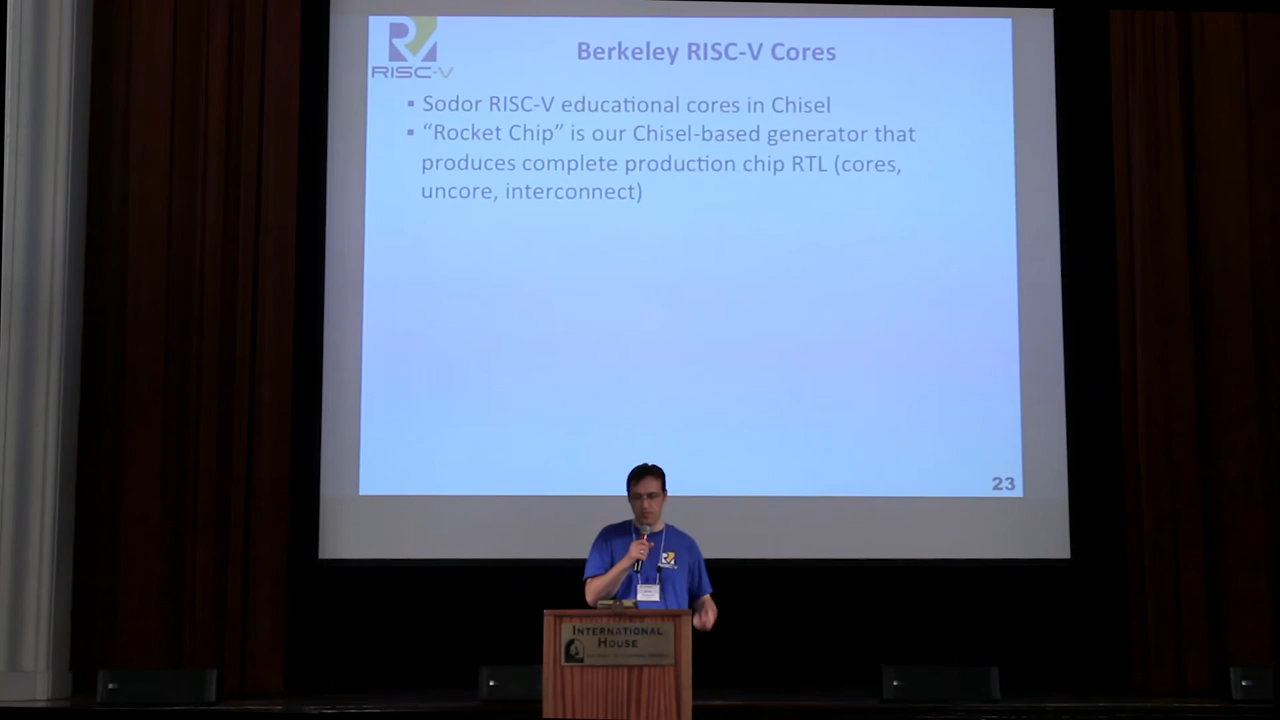 RISC-V
Berkeley RISC-V Cores
▪ Sodor RISC-V educational cores in Chisel
▪ “Rocket Chip” is our Chisel-based generator that
produces complete production chip RTL (cores,
uncore, interconnect)
23
INTERNATIONAL
HOUSE